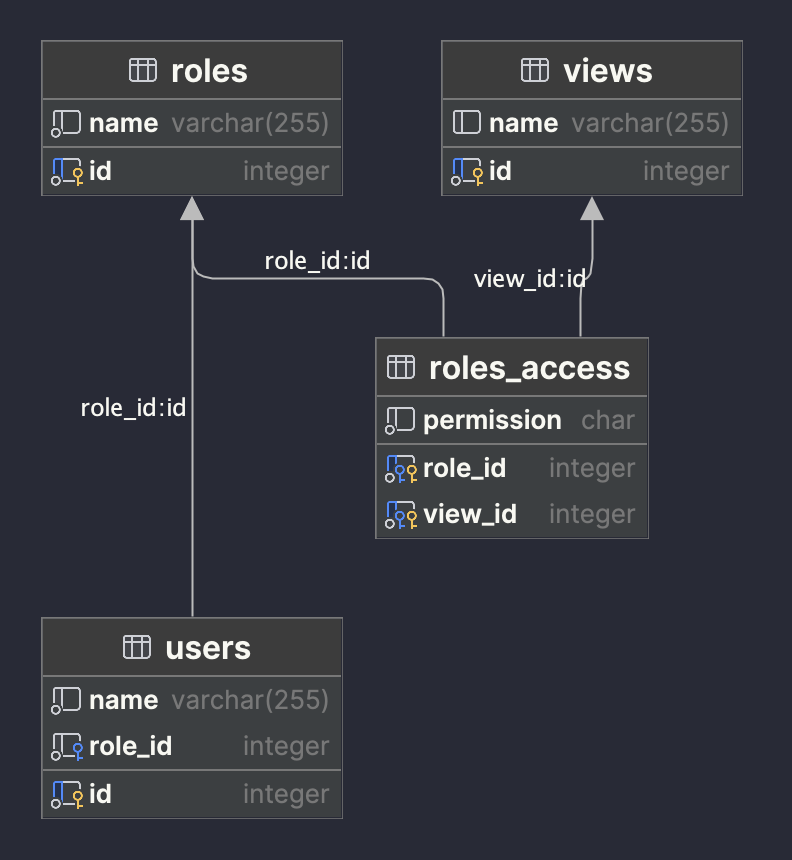 roles
name varchar(255)
id integer
views
name varchar(255)
id integer
role_id:id
view_id:id
roles_access
permission char
role_id integer
view_id integer
role_id:id
users
name varchar(255)
role_id integer
id integer